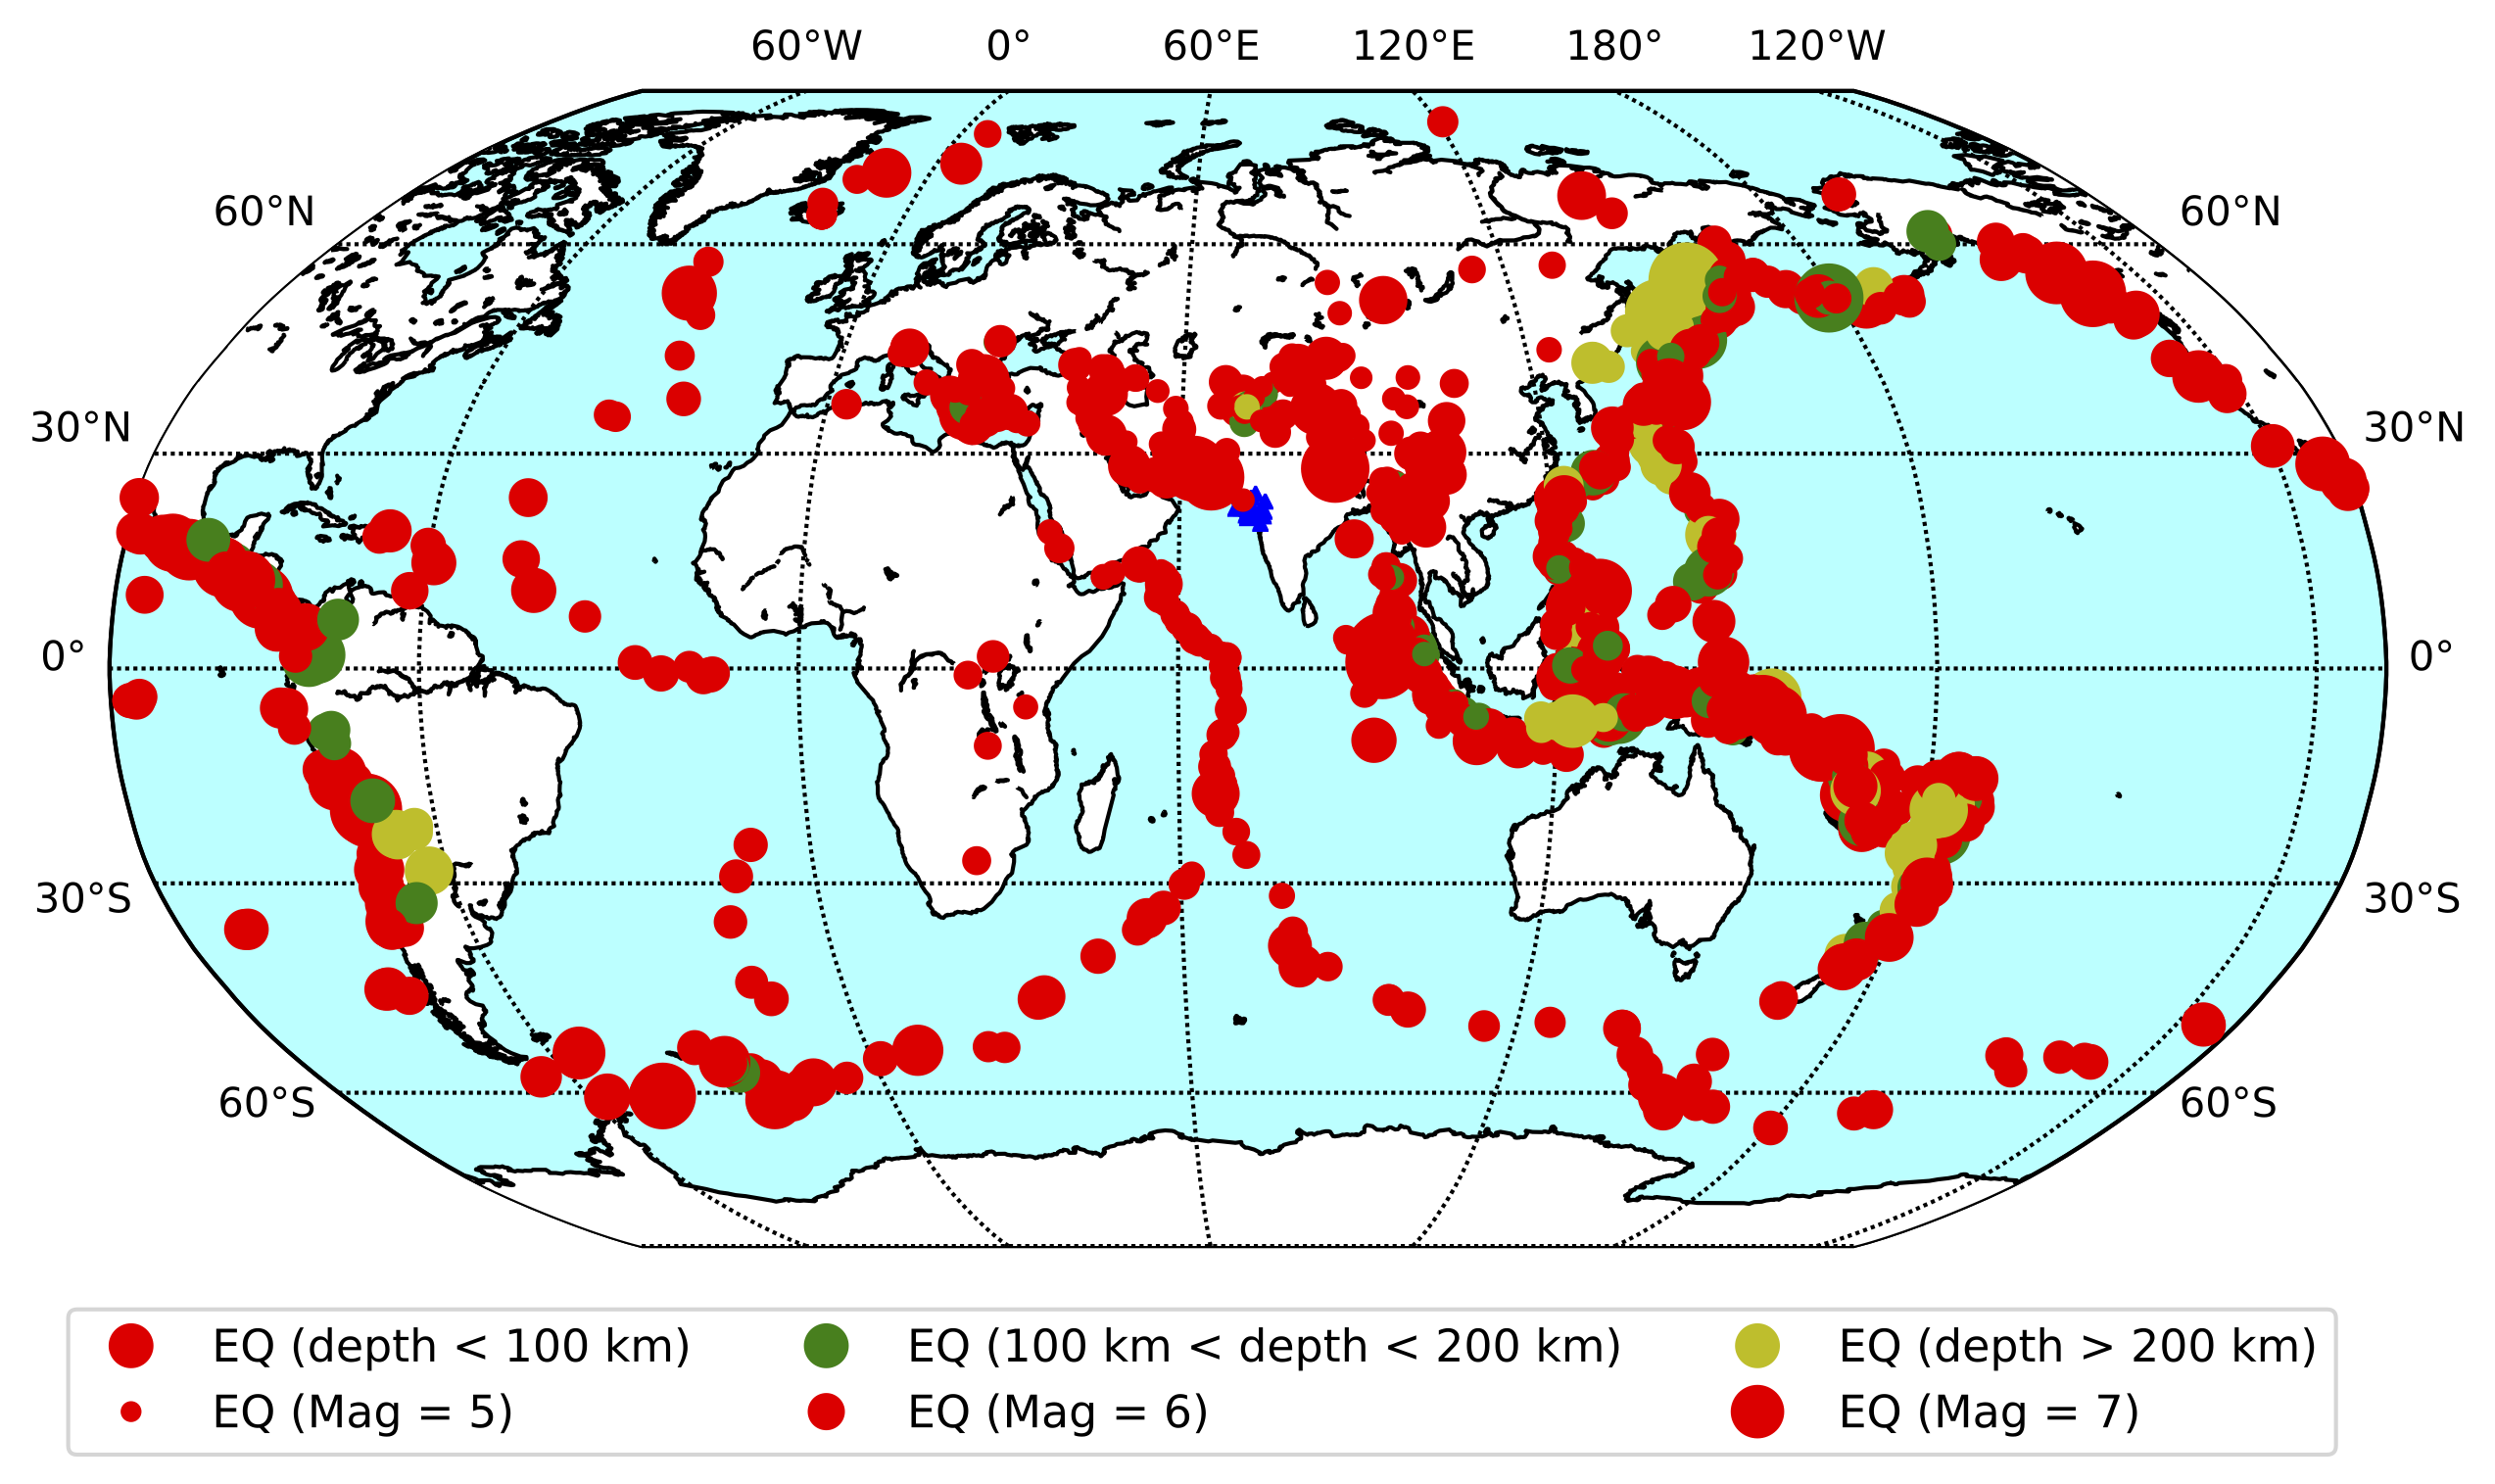 60°W 0° 60°E 120°E 180° 120°W
60°N 60°N
30°N 30°N
0° 0°
30°S 30°S
60°S 60°S
EQ (depth < 100 km) EQ (100 km < depth < 200 km) EQ (depth > 200 km)
EQ (Mag = 5) EQ (Mag = 6) EQ (Mag = 7)